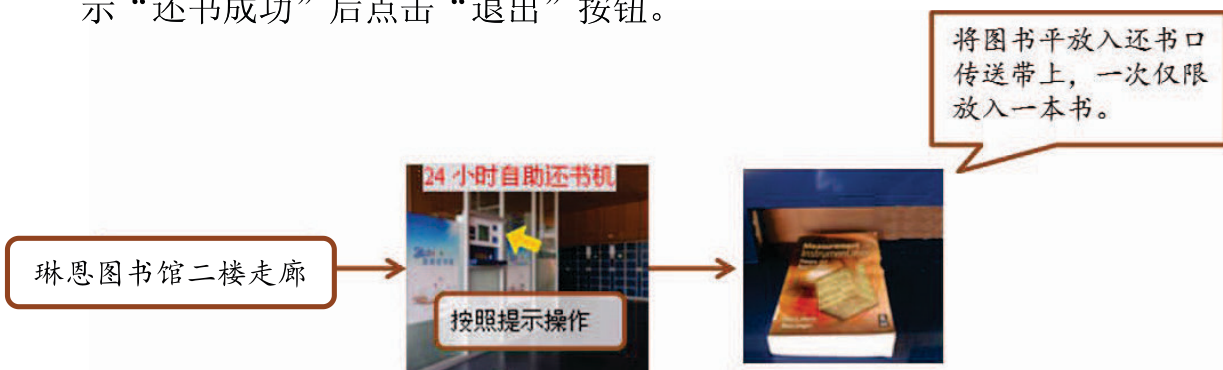 示“还书成功”后点击“退出”按钮。
将图书平放入还书口
传送带上，一次仅限
放入一本书。
24 小时自助还书机
琳恩图书馆二楼走廊
按照提示操作
Measurement
Instrumentation